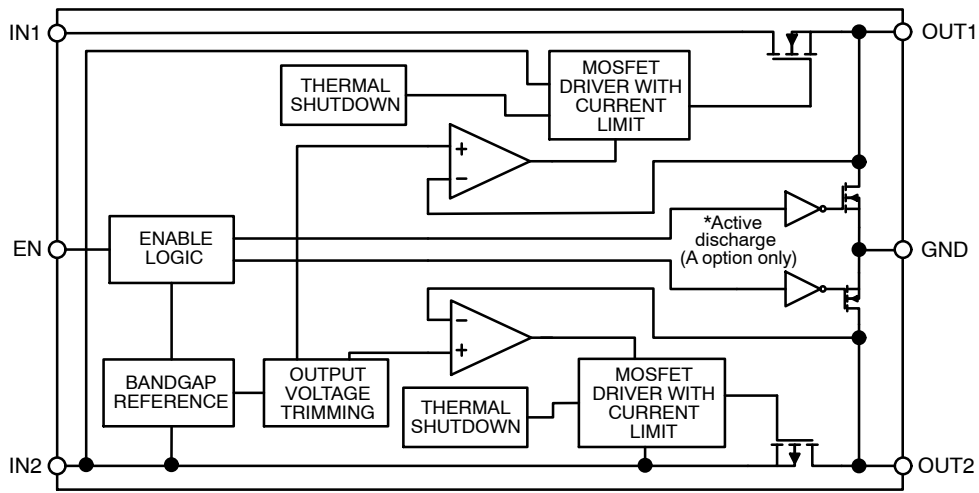 IN1
OUT1
THERMAL
SHUTDOWN
MOSFET
DRIVER WITH
CURRENT
LIMIT
+
−
EN
ENABLE
LOGIC
*Active
discharge
(A option only)
GND
−
+
BANDGAP
REFERENCE
OUTPUT
VOLTAGE
TRIMMING
THERMAL
SHUTDOWN
MOSFET
DRIVER WITH
CURRENT
LIMIT
IN2
OUT2